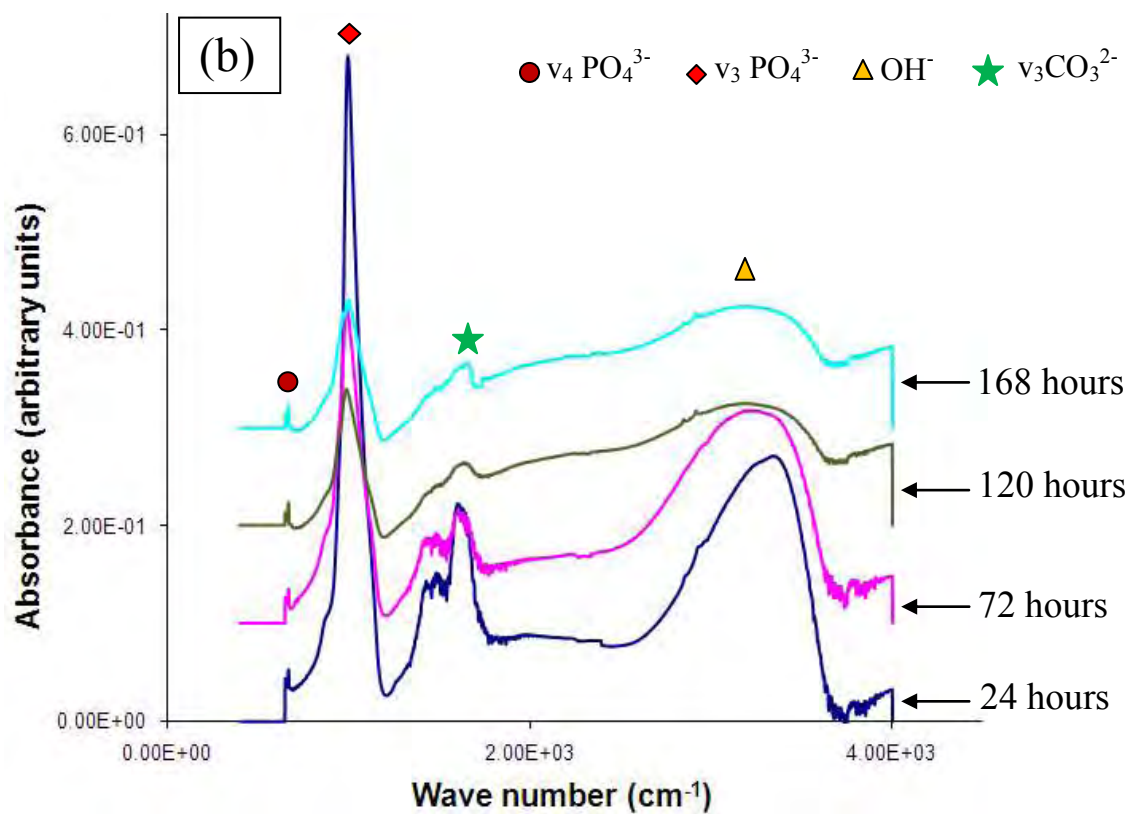 (b)
v4 PO4³⁻ v3 PO4³⁻ OH⁻ v3CO3²⁻
6.00E-01
4.00E-01
2.00E-01
0.00E+00
Absorbance (arbitrary units)
168 hours
120 hours
72 hours
24 hours
0.00E+00 2.00E+03 4.00E+03
Wave number (cm⁻¹)